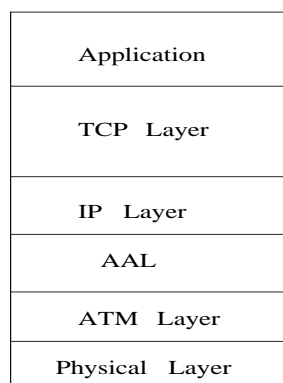 Application
TCP Layer
IP Layer
AAL
ATM Layer
Physical Layer